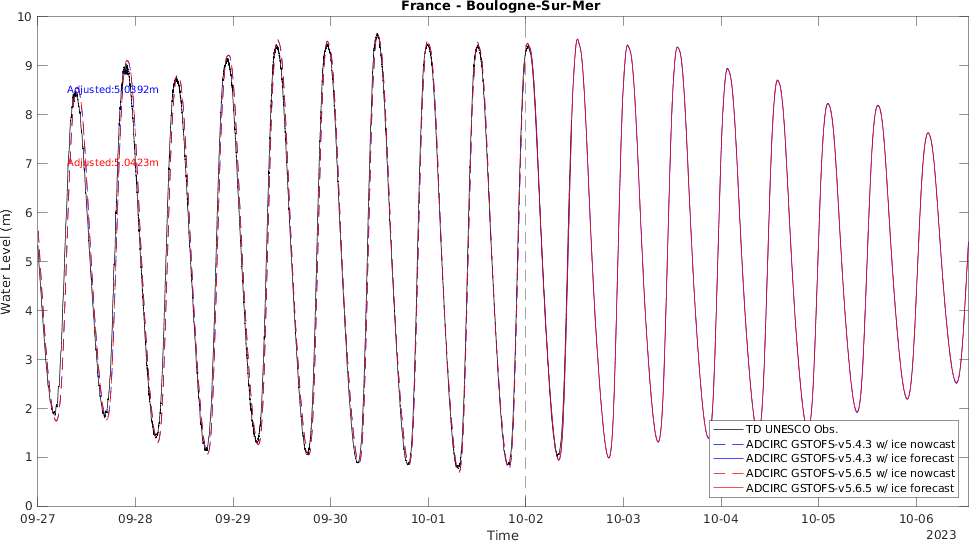 France - Boulogne-Sur-Mer
10
9
Adjusted:5.0392m
8
7
Adjusted:5.0423m
6
5
4
3
2
1
0
Water Level (m)
TD UNESCO Obs.
ADCIRC GSTOFS-v5.4.3 w/ ice nowcast
ADCIRC GSTOFS-v5.4.3 w/ ice forecast
ADCIRC GSTOFS-v5.6.5 w/ ice nowcast
ADCIRC GSTOFS-v5.6.5 w/ ice forecast
09-27 09-28 09-29 09-30 10-01 10-02 10-03 10-04 10-05 10-06
Time
2023